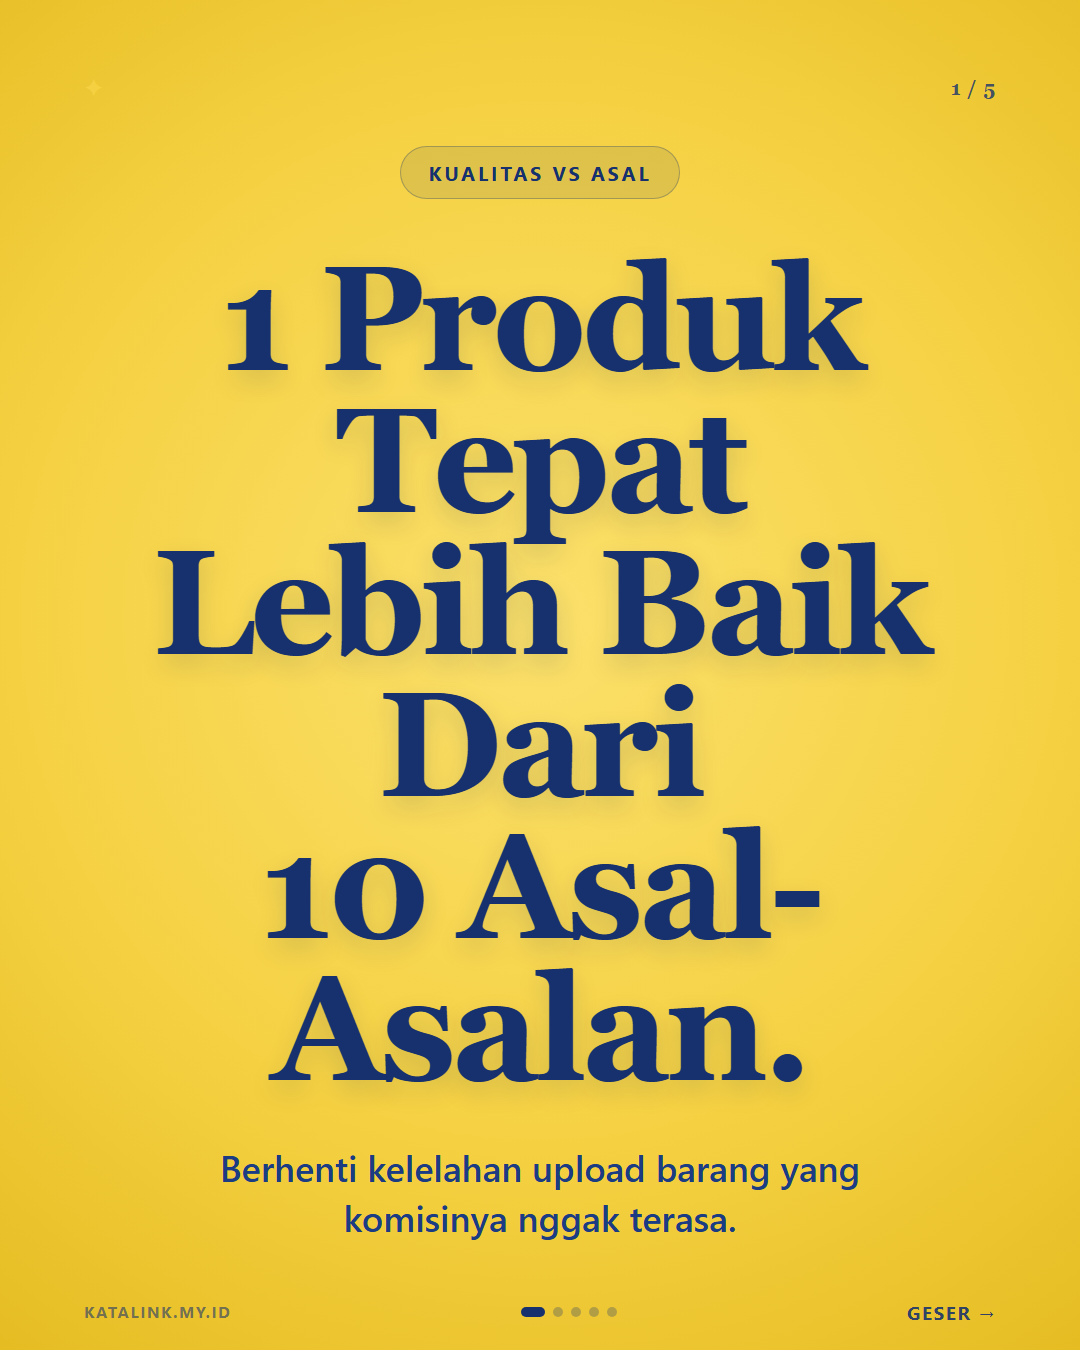 1 / 5
KUALITAS VS ASAL
1 Produk
Tepat
Lebih Baik
Dari
10 Asal-
Asalan.
Berhenti kelelahan upload barang yang
komisinya nggak terasa.
KATALINK.MY.ID
GESER →